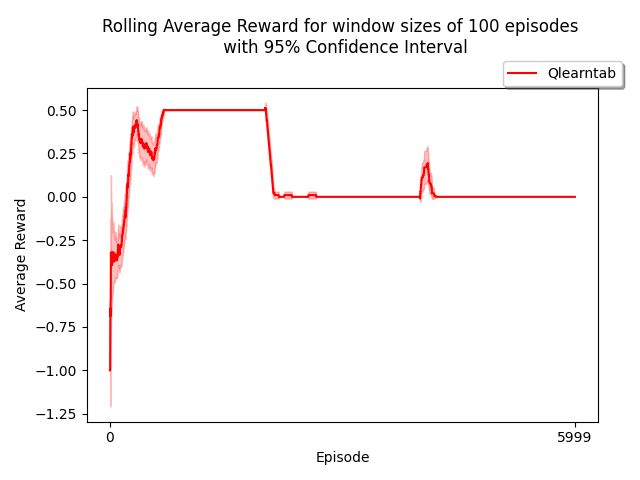 Rolling Average Reward for window sizes of 100 episodes
with 95% Confidence Interval
Qlearntab
0.50
0.25
0.00
−0.25
−0.50
−0.75
−1.00
−1.25
Average Reward
0
5999
Episode